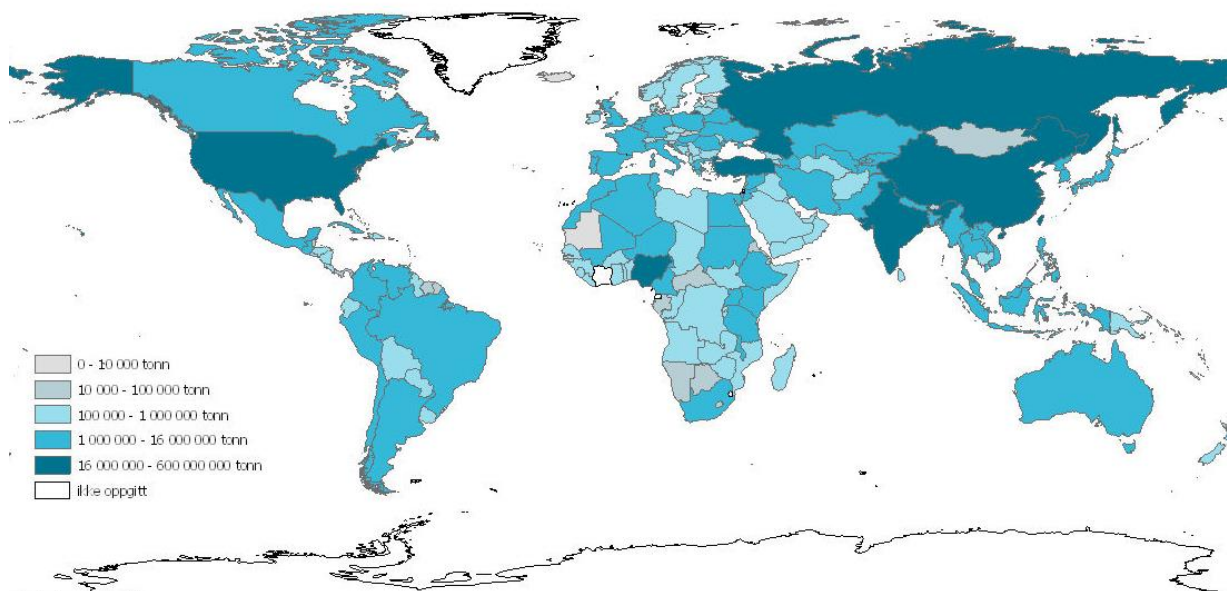 0 - 10 000 tonn
10 000 - 100 000 tonn
100 000 - 1 000 000 tonn
1 000 000 - 16 000 000 tonn
16 000 000 - 600 000 000 tonn
ikke oppgitt